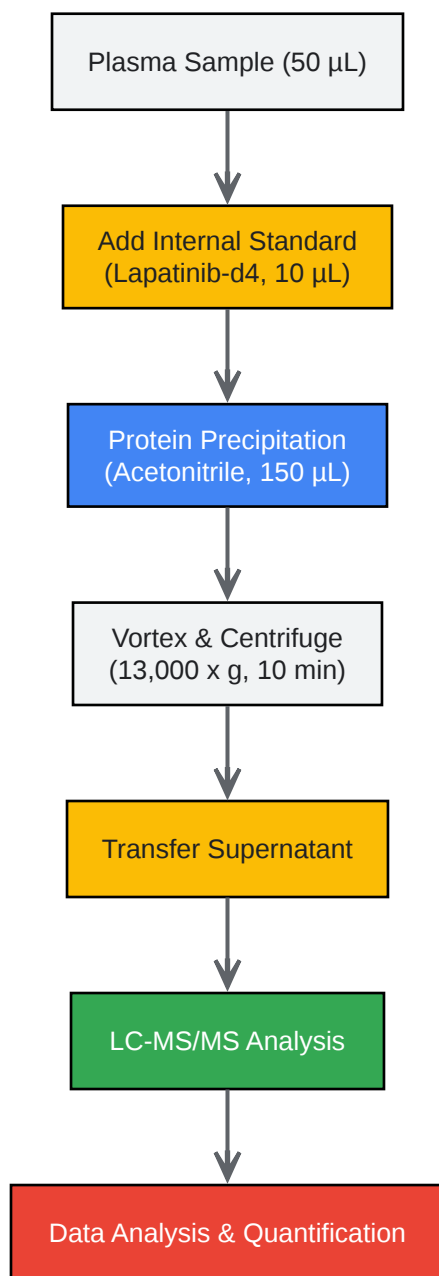 Plasma Sample (50 µL)
Add Internal Standard
(Lapatinib-d4, 10 µL)
Protein Precipitation
(Acetonitrile, 150 µL)
Vortex & Centrifuge
(13,000 x g, 10 min)
Transfer Supernatant
LC-MS/MS Analysis
Data Analysis & Quantification